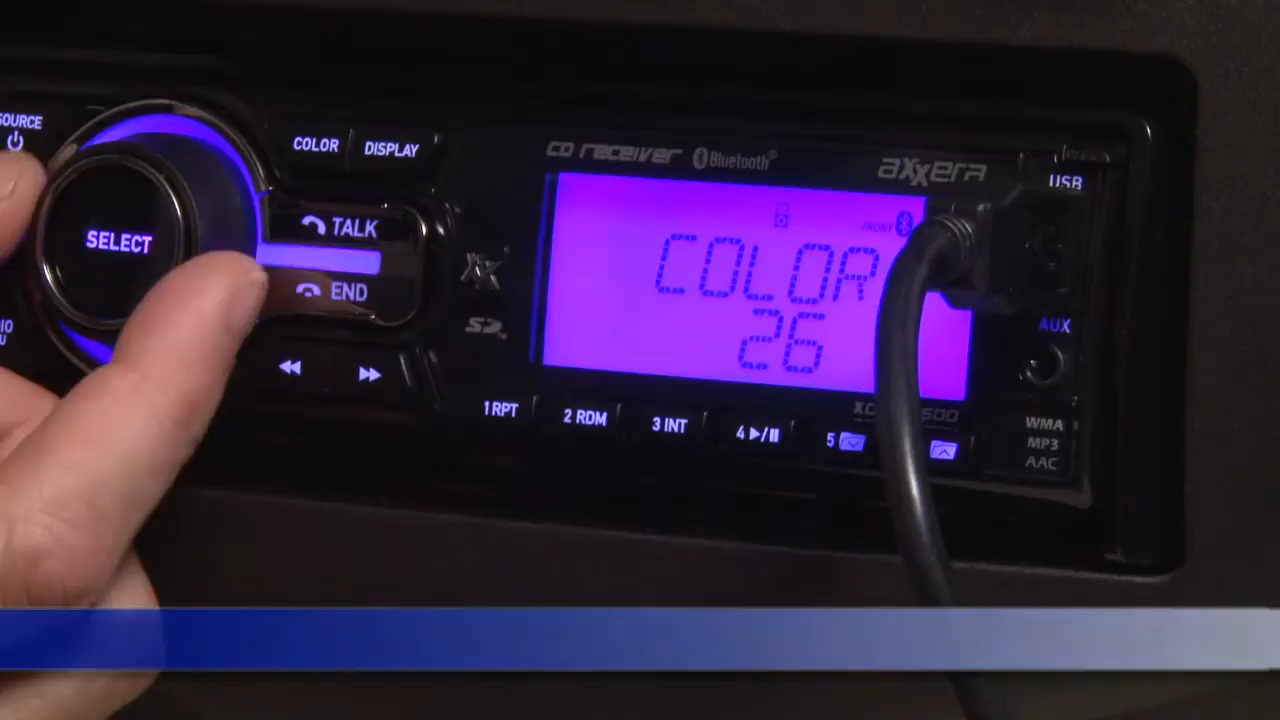 SOURCE
COLOR
DISPLAY
CD receiver
Bluetooth®
axxera
USB
SELECT
TALK
END
FRONT
COLOR
26
SD
AUX
1 RPT
2 RDM
3 INT
4
5
WMA
MP3
AAC